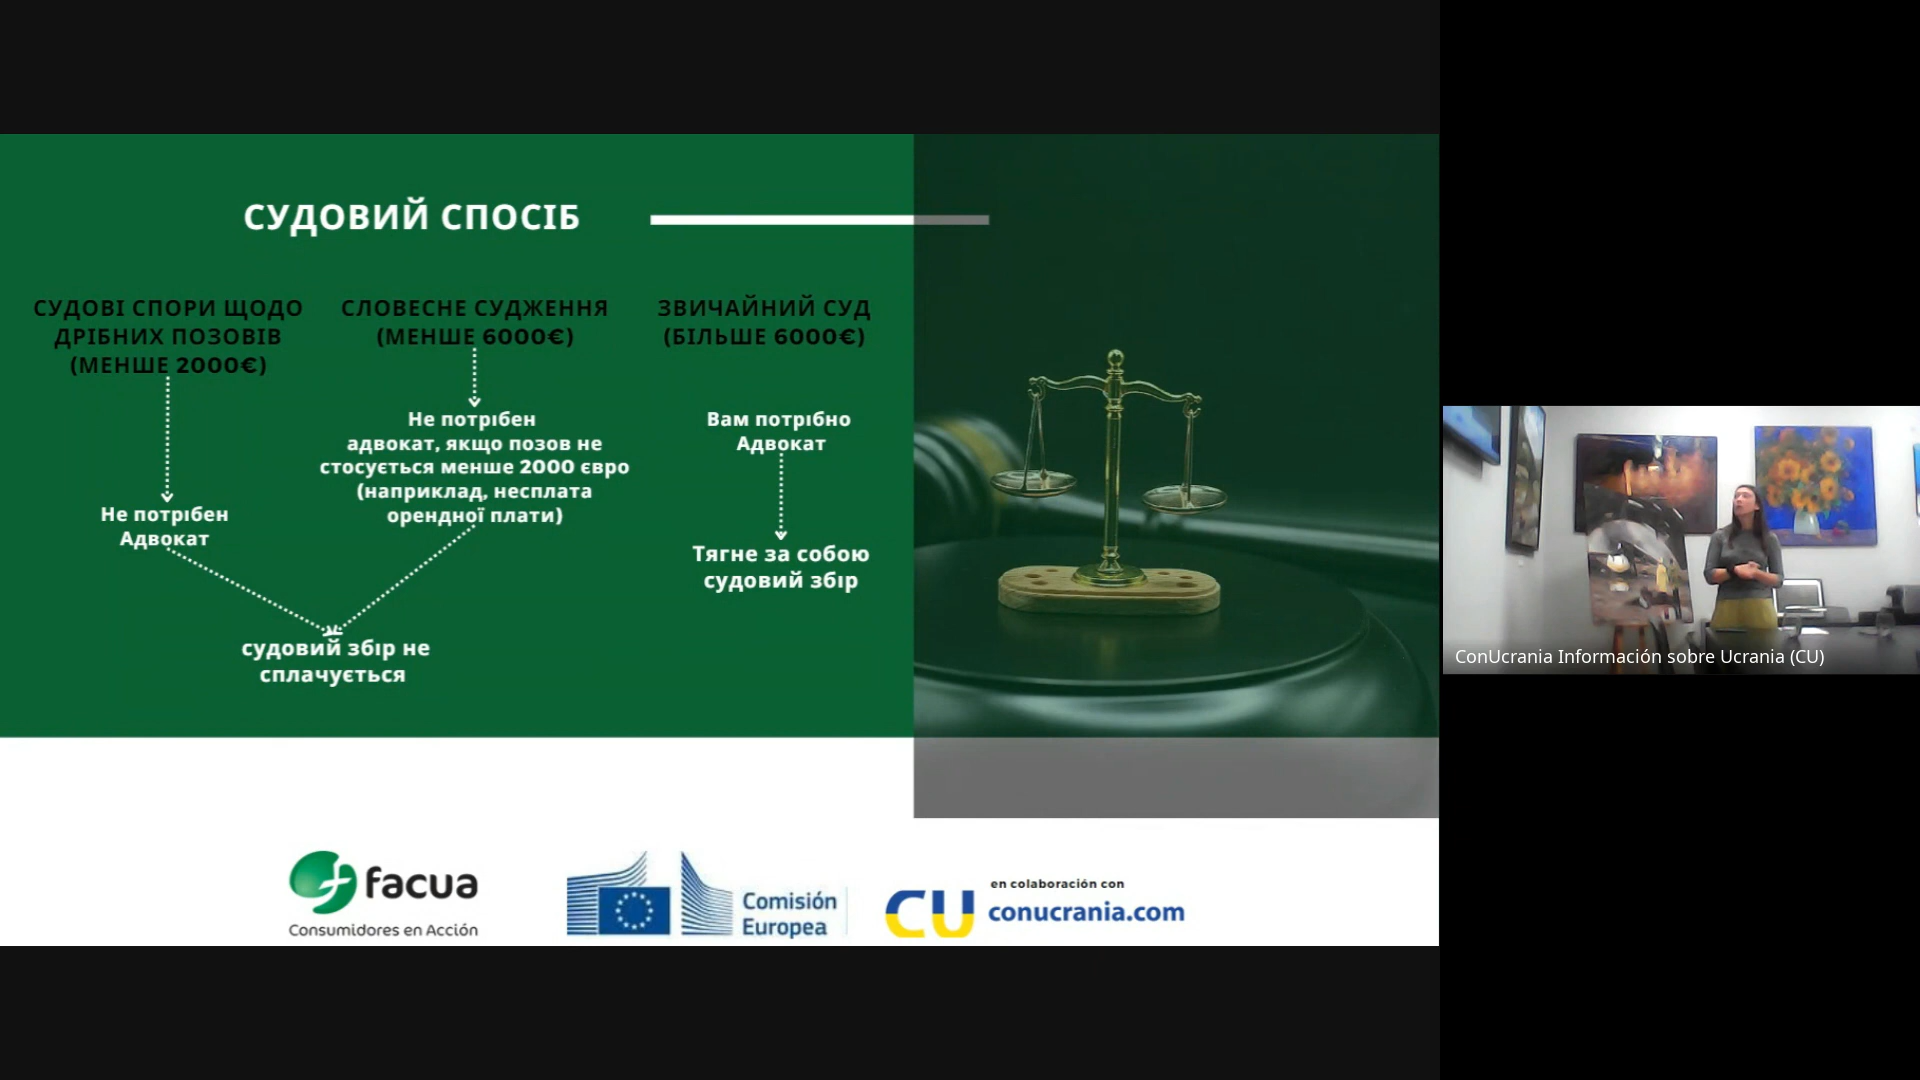 СУДОВИЙ СПОСІБ
СУДОВІ СПОРИ ЩОДО
ДРІБНИХ ПОЗОВІВ
(МЕНШЕ 2000€)
Не потрібен
Адвокат
СЛОВЕСНЕ СУДЖЕННЯ
(МЕНШЕ 6000€)
Не потрібен
адвокат, якщо позов не
стосується менше 2000 євро
(наприклад, несплата
орендної плати)
судовий збір не
сплачується
ЗВИЧАЙНИЙ СУД
(БІЛЬШЕ 6000€)
Вам потрібно
Адвокат
Тягне за собою
судовий збір
facua
Consumidores en Acción
Comisión
Europea
CU
en colaboración con
conucrania.com
ConUcrania Información sobre Ucrania (CU)